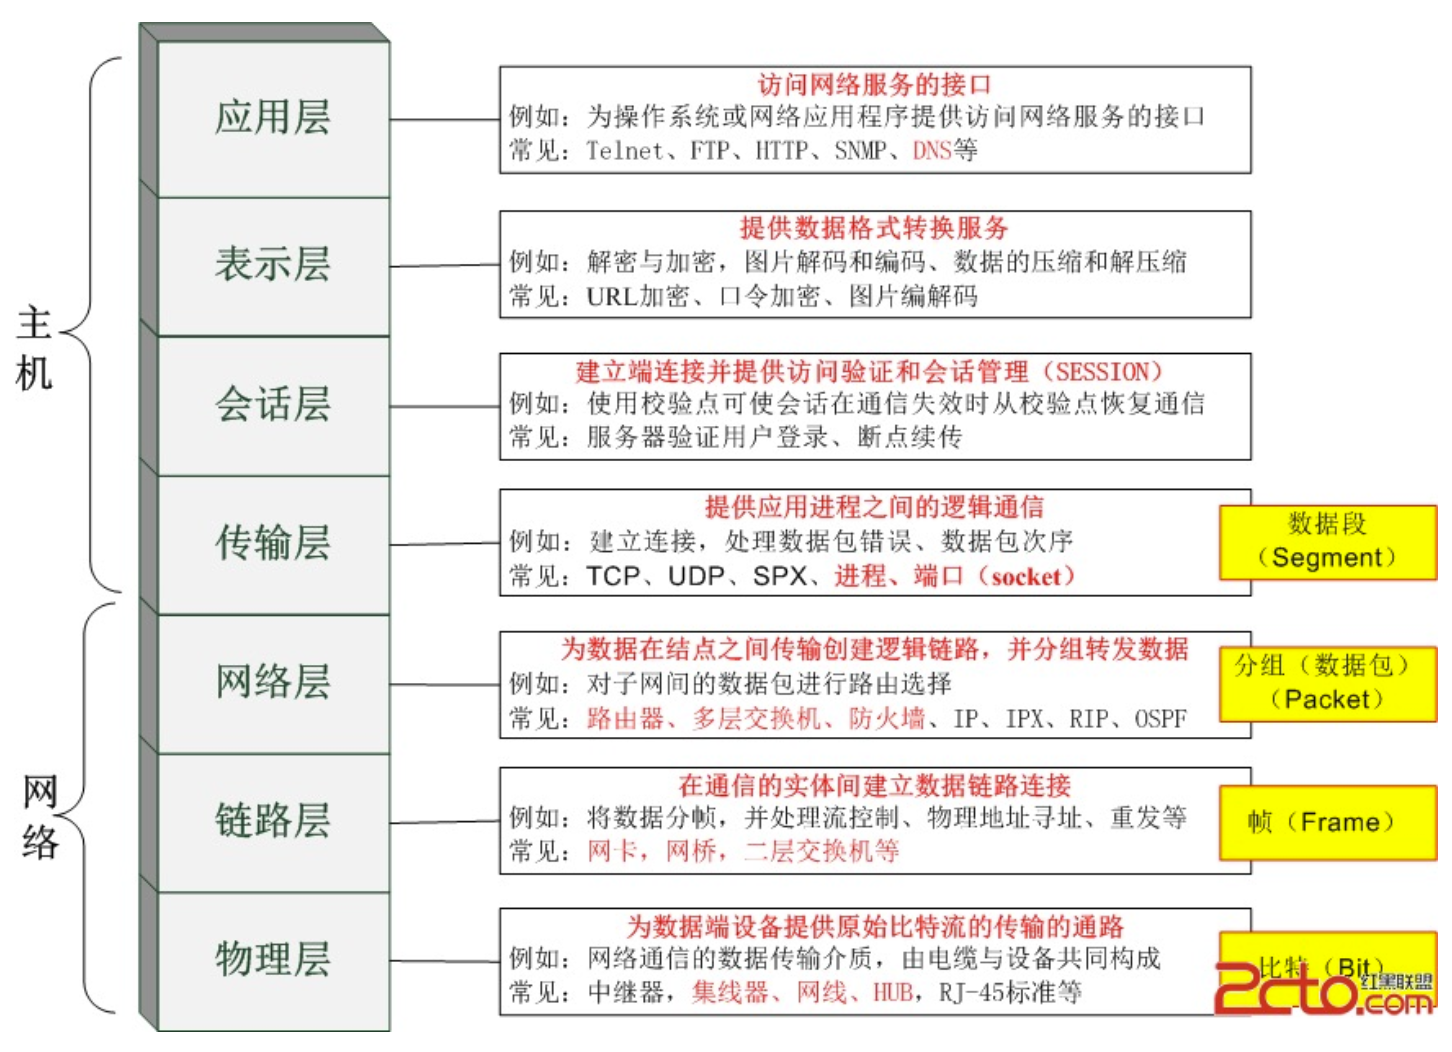 应用层
访问网络服务的接口
例如：为操作系统或网络应用程序提供访问网络服务的接口
常见：Telnet、FTP、HTTP、SNMP、DNS等
表示层
提供数据格式转换服务
例如：解密与加密，图片解码和编码、数据的压缩和解压缩
常见：URL加密、口令加密、图片编解码
主机
会话层
建立端连接并提供访问验证和会话管理（SESSION）
例如：使用校验点可使会话在通信失效时从校验点恢复通信
常见：服务器验证用户登录、断点续传
传输层
提供应用进程之间的逻辑通信
例如：建立连接，处理数据包错误、数据包次序
常见：TCP、UDP、SPX、进程、端口（socket）
数据段
（Segment）
网络层
为数据在结点之间传输创建逻辑链路，并分组转发数据
例如：对子网间的数据包进行路由选择
常见：路由器、多层交换机、防火墙、IP、IPX、RIP、OSPF
分组（数据包）
（Packet）
网络
链路层
在通信的实体间建立数据链路连接
例如：将数据分帧，并处理流控制、物理地址寻址、重发等
常见：网卡，网桥，二层交换机等
帧（Frame）
物理层
为数据端设备提供原始比特流的传输的通路
例如：网络通信的数据传输介质，由电缆与设备共同构成
常见：中继器，集线器、网线、HUB，RJ-45标准等
比特（Bit）
2cto.com
红黑联盟